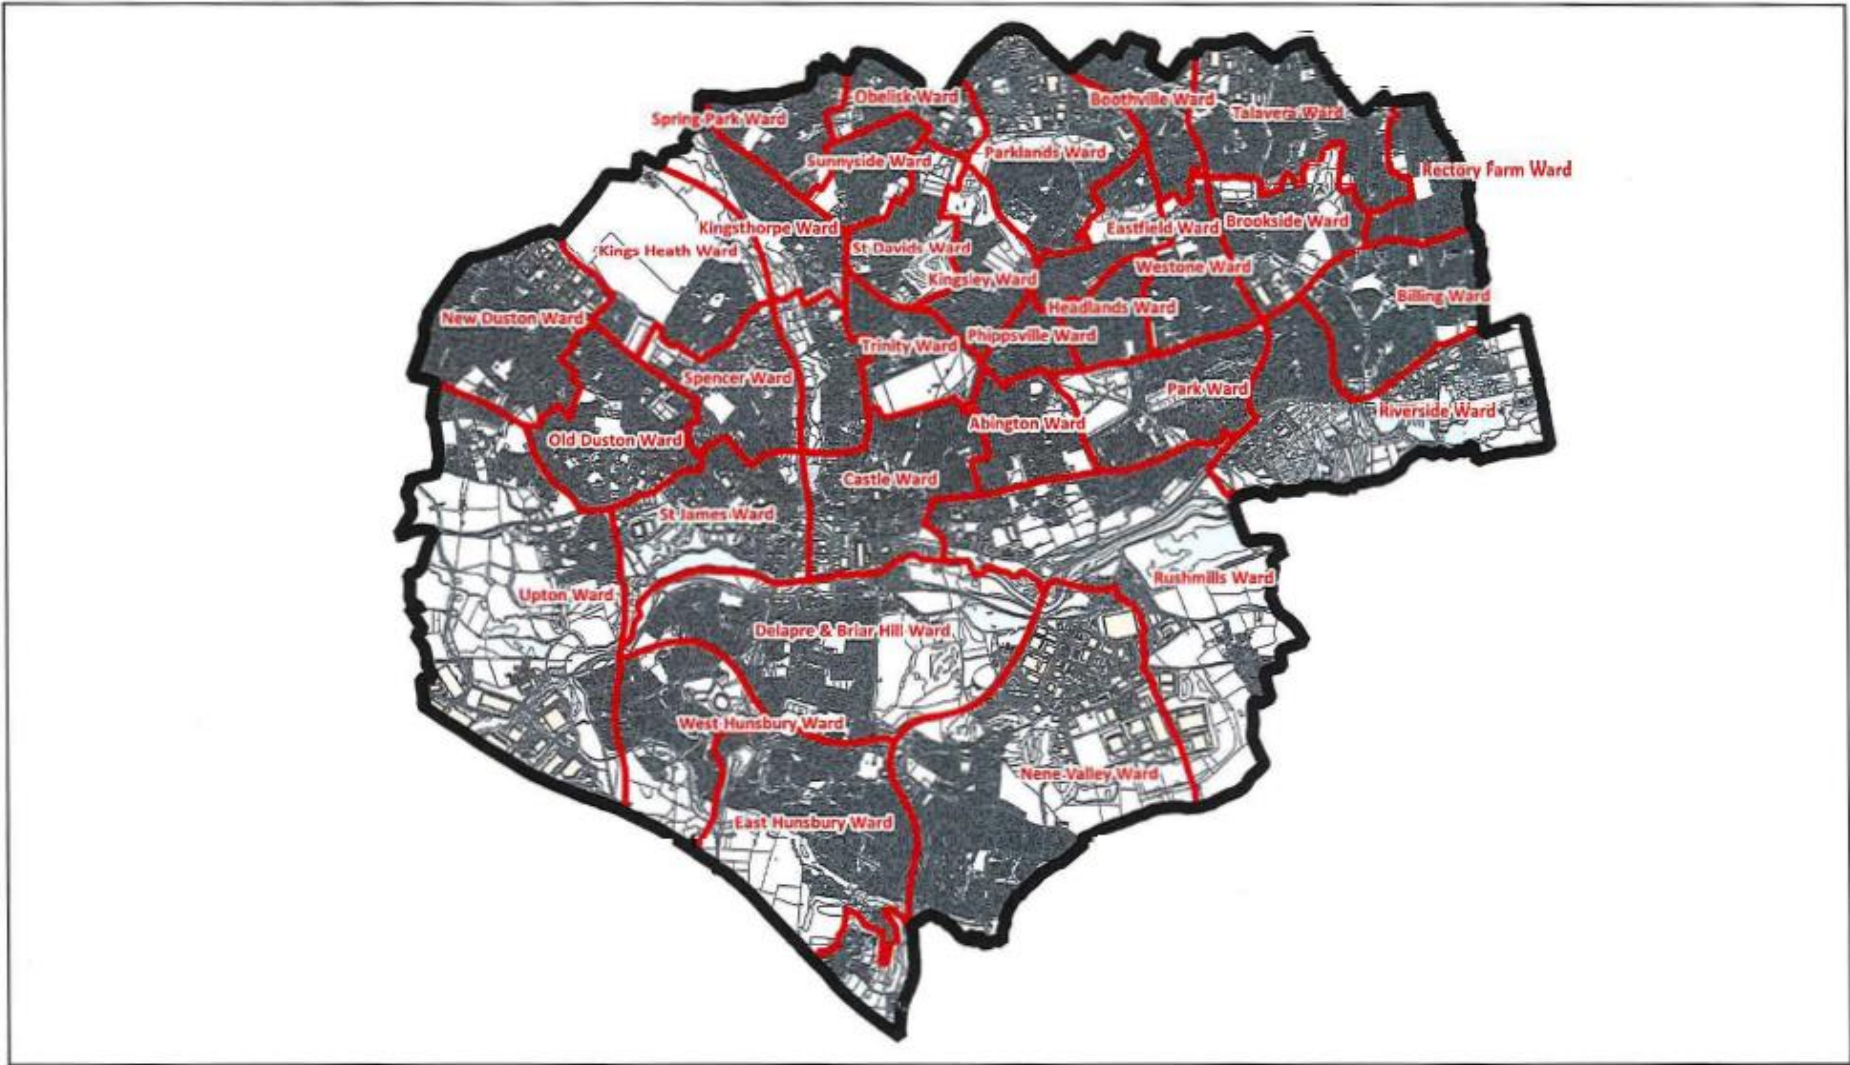 Obelisk Ward
Boothville Ward
Talavera Ward
Spring Park Ward
Sunnyside Ward
Parklands Ward
Rectory Farm Ward
Kingsthorpe Ward
Eastfield Ward
Brookside Ward
Kings Heath Ward
St Davids Ward
Westone Ward
Kingsley Ward
Billing Ward
Headlands Ward
New Duston Ward
Phippsville Ward
Trinity Ward
Spencer Ward
Park Ward
Riverside Ward
Abington Ward
Old Duston Ward
Castle Ward
St James Ward
Rushmills Ward
Upton Ward
Delapre & Briar Hill Ward
West Hunsbury Ward
Nene Valley Ward
East Hunsbury Ward